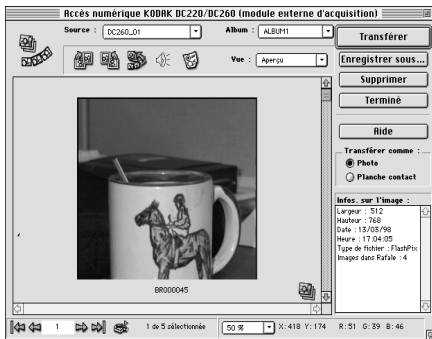 Accès numérique KODAK DC220/DC260 (module externe d'acquisition)
Source : DC260_01 Album : ALBUM1
Vue : Aperçu
Transférer
Enregistrer sous...
Supprimer
Terminé
Aide
Transférer comme :
Photo
Planche contact
Infos. sur l'image :
Largeur : 512
Hauteur : 768
Date : 13/03/98
Heure : 17:04:05
Type de fichier : FlashPix
Images dans Rafale : 4
BR000045
1 1 de 5 sélectionnée 50 % X: 418 Y: 174 R: 51 G: 39 B: 46